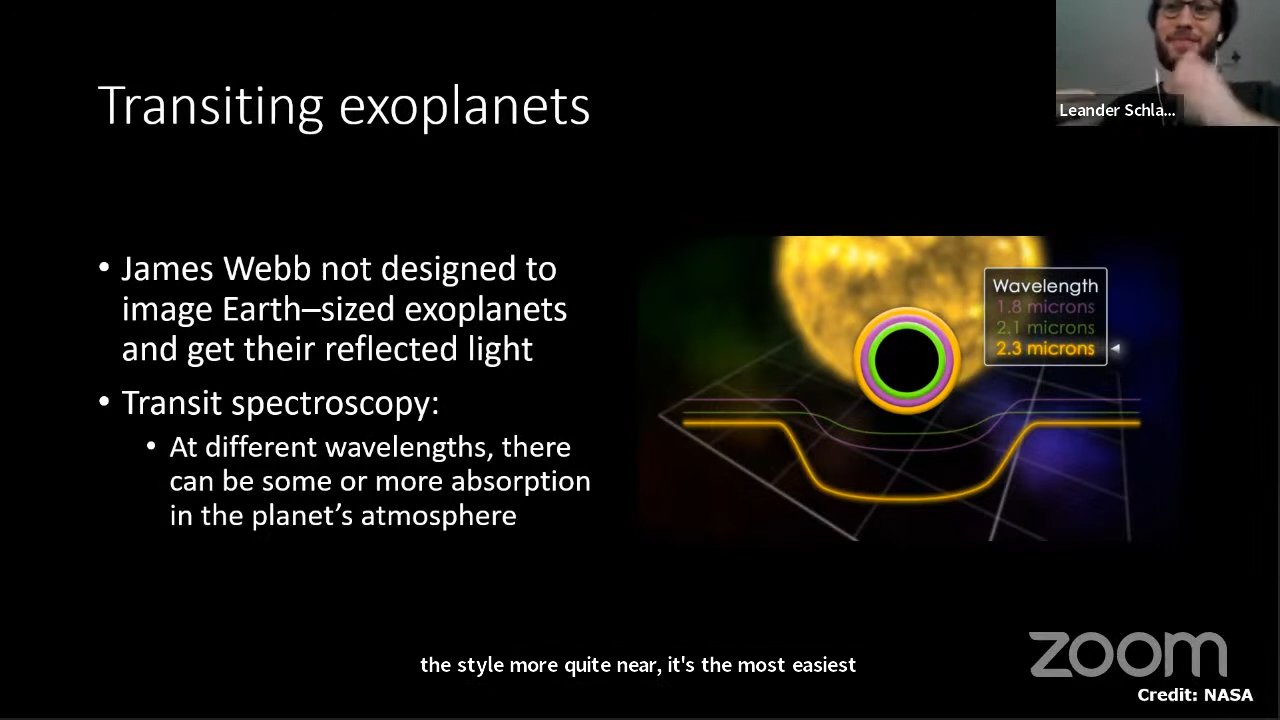 Leander Schla...
Transiting exoplanets
• James Webb not designed to
image Earth–sized exoplanets
and get their reflected light
• Transit spectroscopy:
• At different wavelengths, there
can be some or more absorption
in the planet’s atmosphere
Wavelength
1.8 microns
2.1 microns
2.3 microns
the style more quite near, it's the most easiest
zoom
Credit: NASA